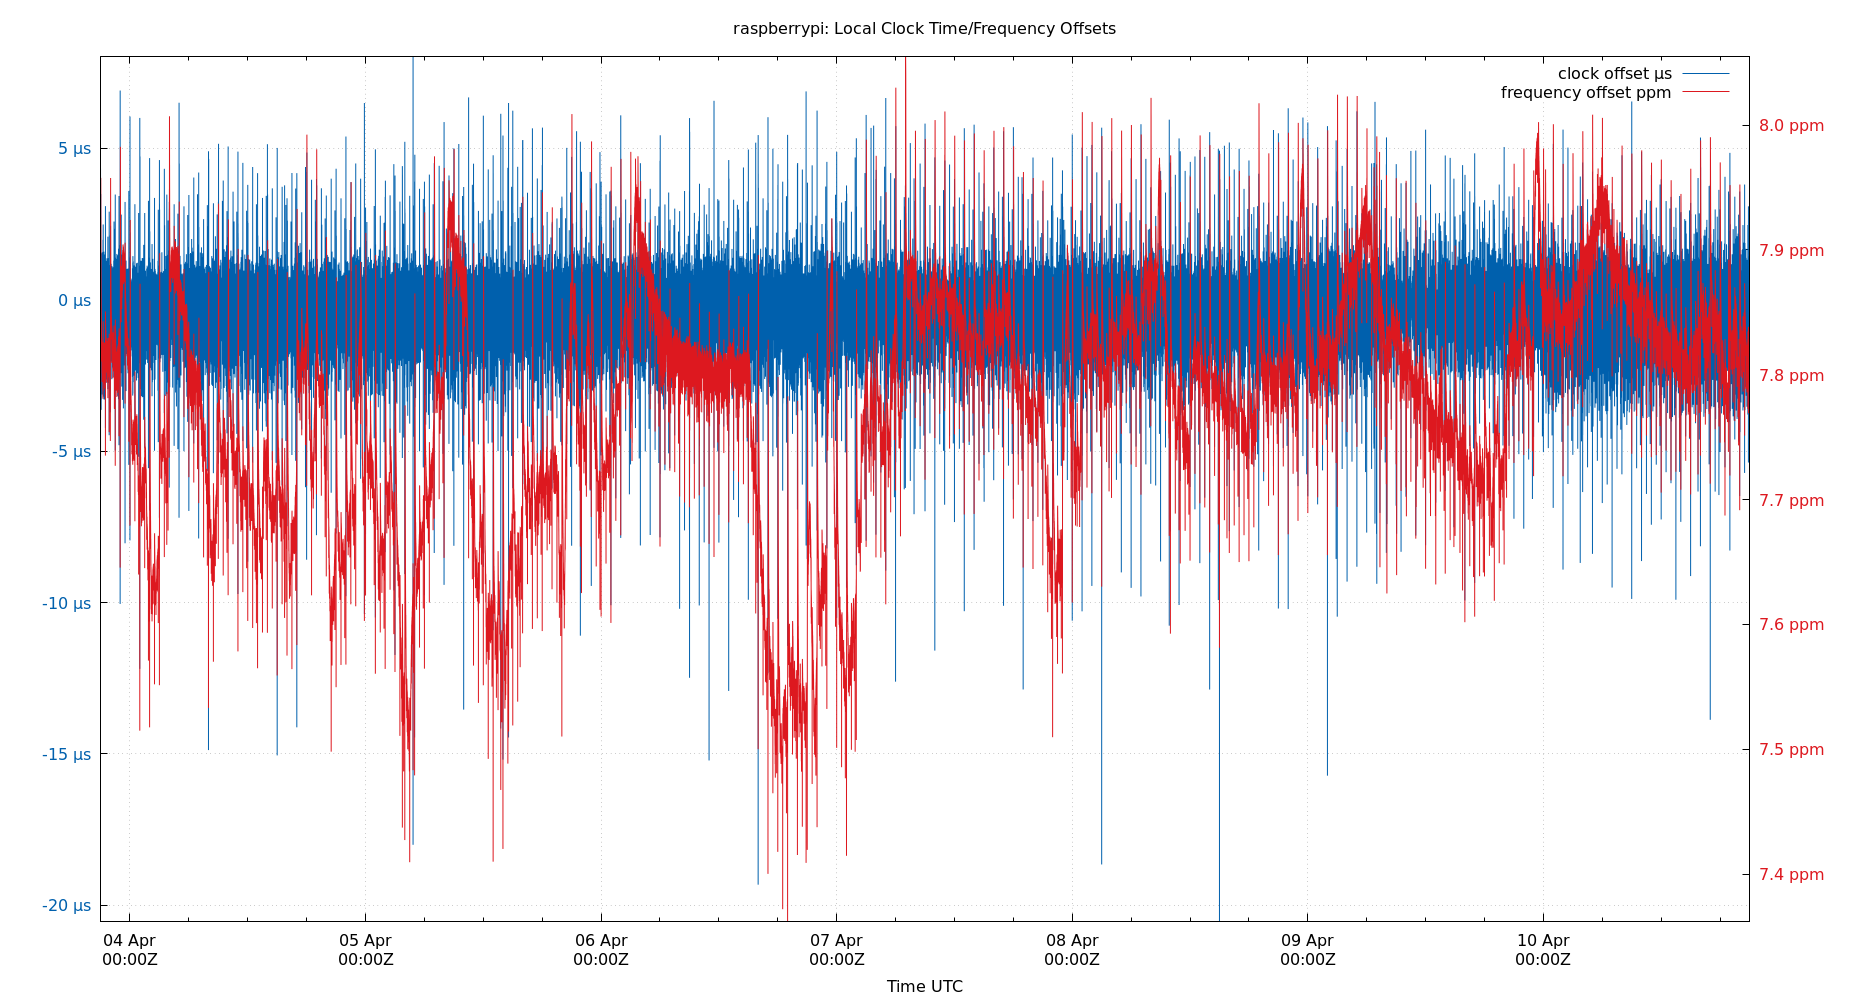 raspberrypi: Local Clock Time/Frequency Offsets
clock offset µs
frequency offset ppm
5 µs
0 µs
-5 µs
-10 µs
-15 µs
-20 µs
8.0 ppm
7.9 ppm
7.8 ppm
7.7 ppm
7.6 ppm
7.5 ppm
7.4 ppm
04 Apr
00:00Z
05 Apr
00:00Z
06 Apr
00:00Z
07 Apr
00:00Z
08 Apr
00:00Z
09 Apr
00:00Z
10 Apr
00:00Z
Time UTC